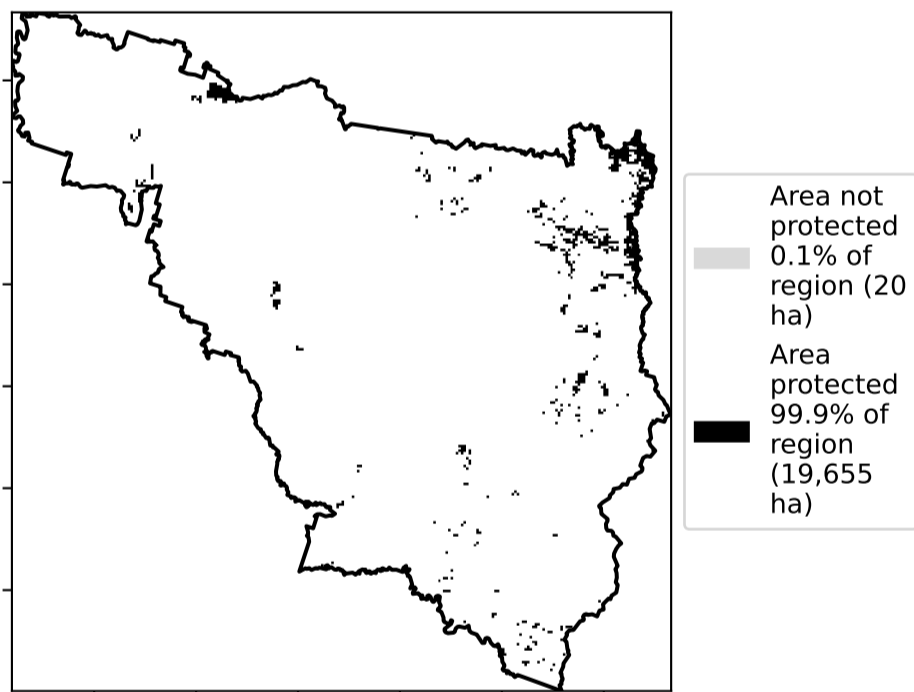 Area not
protected
0.1% of
region (20
ha)
Area
protected
99.9% of
region
(19,655
ha)